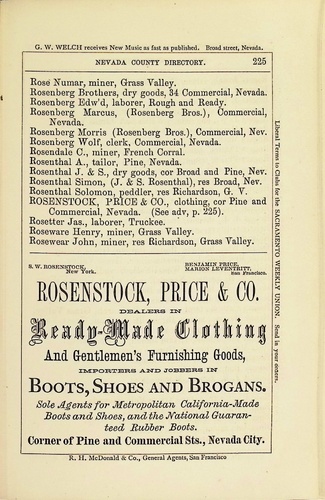 G. W. WELCH receives New Music as fast as published. Broad street, Nevada.
NEVADA COUNTY DIRECTORY. 225
Rose Numar, miner, Grass Valley.
Rosenberg Brothers, dry goods, 34 Commercial, Nevada.
Rosenberg Edw'd, laborer, Rough and Ready.
Rosenberg Marcus, (Rosenberg Bros.), Commercial,
Nevada.
Rosenberg Morris (Rosenberg Bros.), Commercial, Nev.
Rosenberg Wolf, clerk, Commercial, Nevada.
Rosendale C., miner, French Corral.
Rosenthal A., tailor, Pine, Nevada.
Rosenthal J. & S., dry goods, cor Broad and Pine, Nev.
Rosenthal Simon, (J. & S. Rosenthal), res Broad, Nev.
Rosenthal Solomon, pedler, res Richardson, G. V.
ROSENSTOCK, PRICE & CO., clothing, cor Pine and
Commercial, Nevada. (See adv, p. 225).
Rosetter Jas., laborer, Truckee.
Roseware Henry, miner, Grass Valley.
Rosewear John, miner, res Richardson, Grass Valley.
S. W. ROSENSTOCK,
New York.
BENJAMIN PRICE,
MARION LEVENTRITT,
San Francisco.
ROSENSTOCK, PRICE & CO.
DEALERS IN
Ready-Made Clothing
And Gentlemen's Furnishing Goods,
IMPORTERS AND JOBBERS IN
BOOTS, SHOES AND BROGANS.
Sole Agents for Metropolitan California-Made
Boots and Shoes, and the National Guaran-
teed Rubber Boots.
Corner of Pine and Commercial Sts., Nevada City.
R. H. McDonald & Co., General Agents, San Francisco
Liberal Terms to Clubs for the SACRAMENTO WEEKLY UNION. Send in your orders.